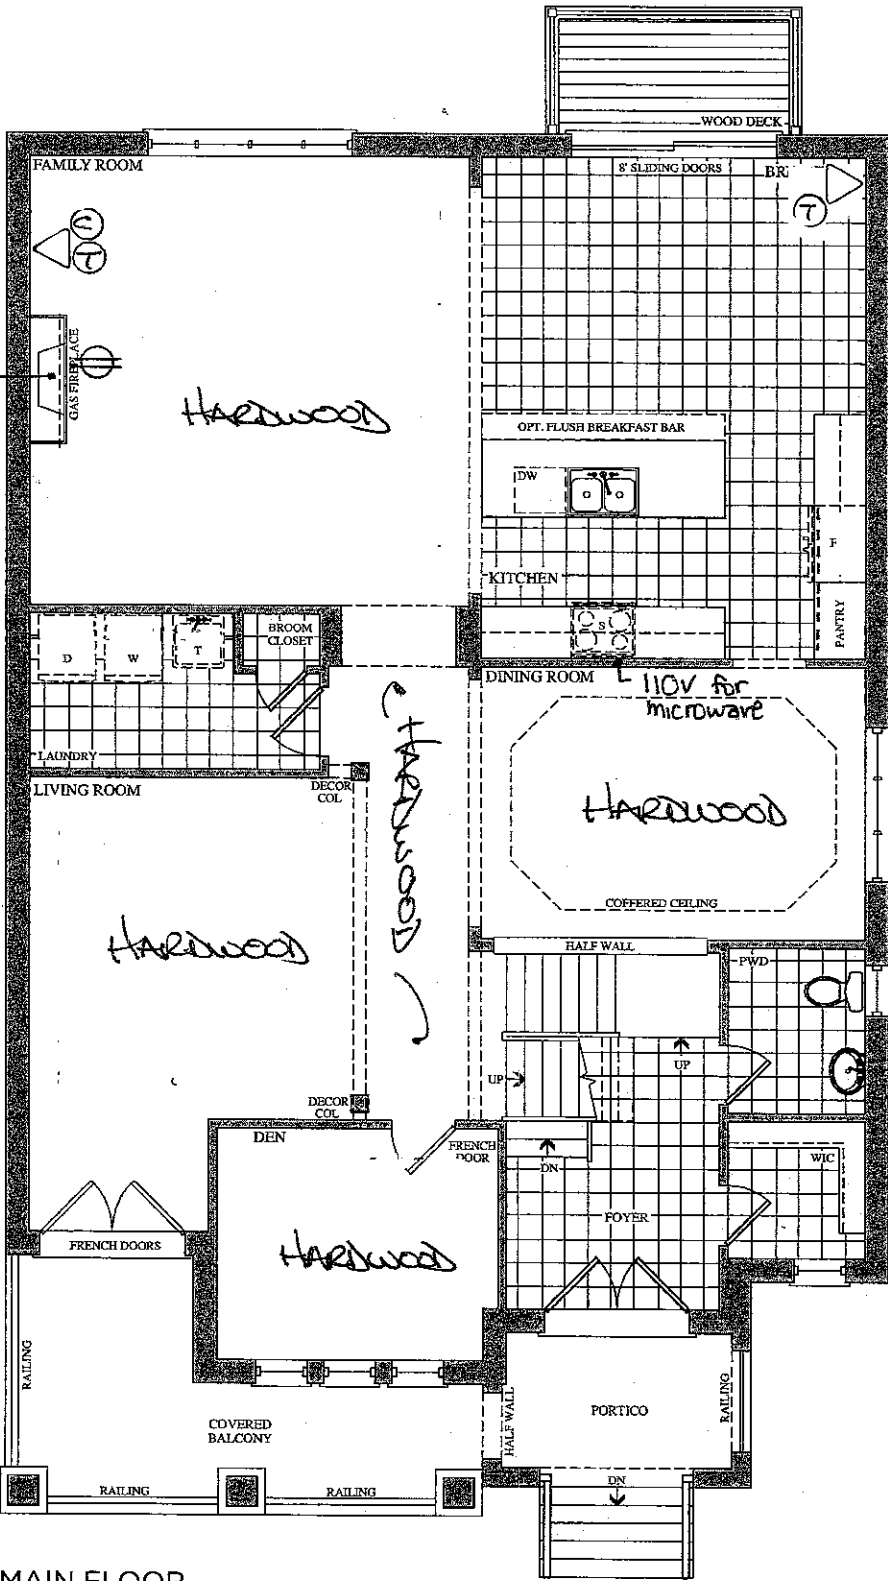 WOOD DECK
FAMILY ROOM
8' SLIDING DOORS
BR
T
C
T
GAS FIREPLACE
HARDWOOD
OPT. FLUSH BREAKFAST BAR
DW
F
KITCHEN
PANTRY
S
BROOM
CLOSET
D
W
T
LAUNDRY
DINING ROOM
110V for
microwave
LIVING ROOM
DECOR
COL
HARDWOOD
HARDWOOD
COFFERED CEILING
HARDWOOD
HALF WALL
PWD
UP
UP
DECOR
COL
DEN
FRENCH
DOOR
DN
WIC
FOYER
FRENCH DOORS
HARDWOOD
RAILING
COVERED
BALCONY
HALF WALL
PORTICO
RAILING
RAILING
RAILING
DN
MAIN FLOOR